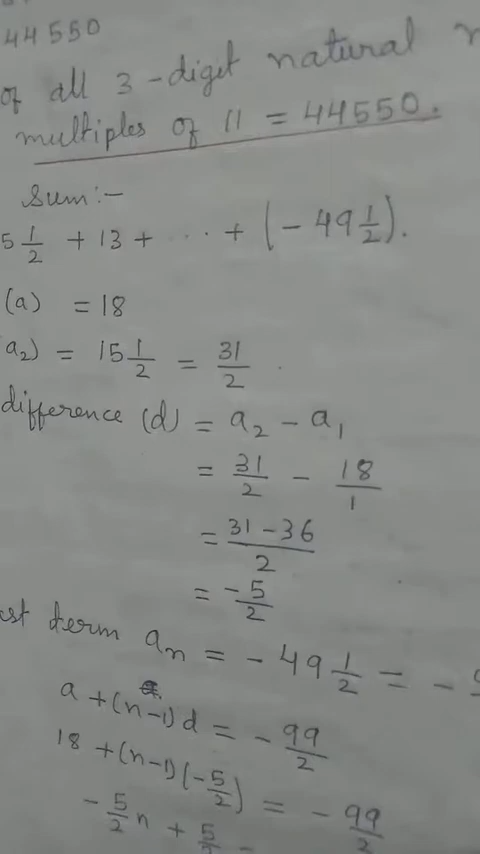 44550
of all 3-digit natural
multiples of 11 = 44550.
Sum:-
5 1/2 + 13 + ... + (- 49 1/2).
(a) = 18
a2) = 15 1/2 = 31/2 .
difference (d) = a2 - a1
= 31/2 - 18/1
= 31-36/2
= -5/2
st term an = - 49 1/2 = -
a + (n-1)d = - 99/2
18 + (n-1)(-5/2) = - 99/2
- 5/2 n + 5/2 =